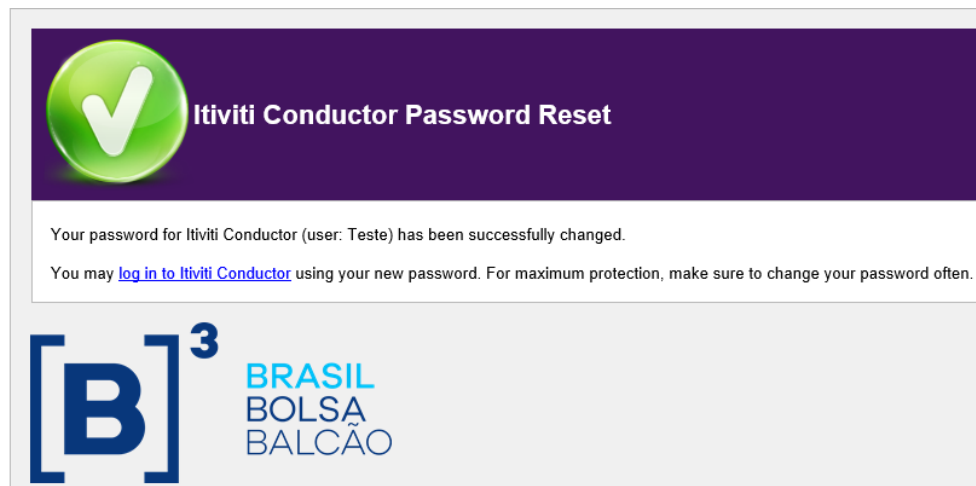 Itiviti Conductor Password Reset
Your password for Itiviti Conductor (user: Teste) has been successfully changed.
You may log in to Itiviti Conductor using your new password. For maximum protection, make sure to change your password often.
[B]³
BRASIL
BOLSA
BALCÃO